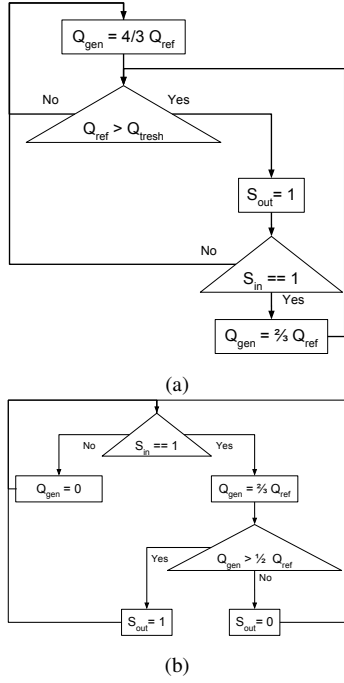 Q_gen = 4/3 Q_ref
No
Yes
Q_ref > Q_tresh
S_out = 1
No
S_in == 1
Yes
Q_gen = ⅔ Q_ref
(a)
No
S_in == 1
Yes
Q_gen = 0
Q_gen = ⅔ Q_ref
Yes
Q_gen > ½ Q_ref
No
S_out = 1
S_out = 0
(b)